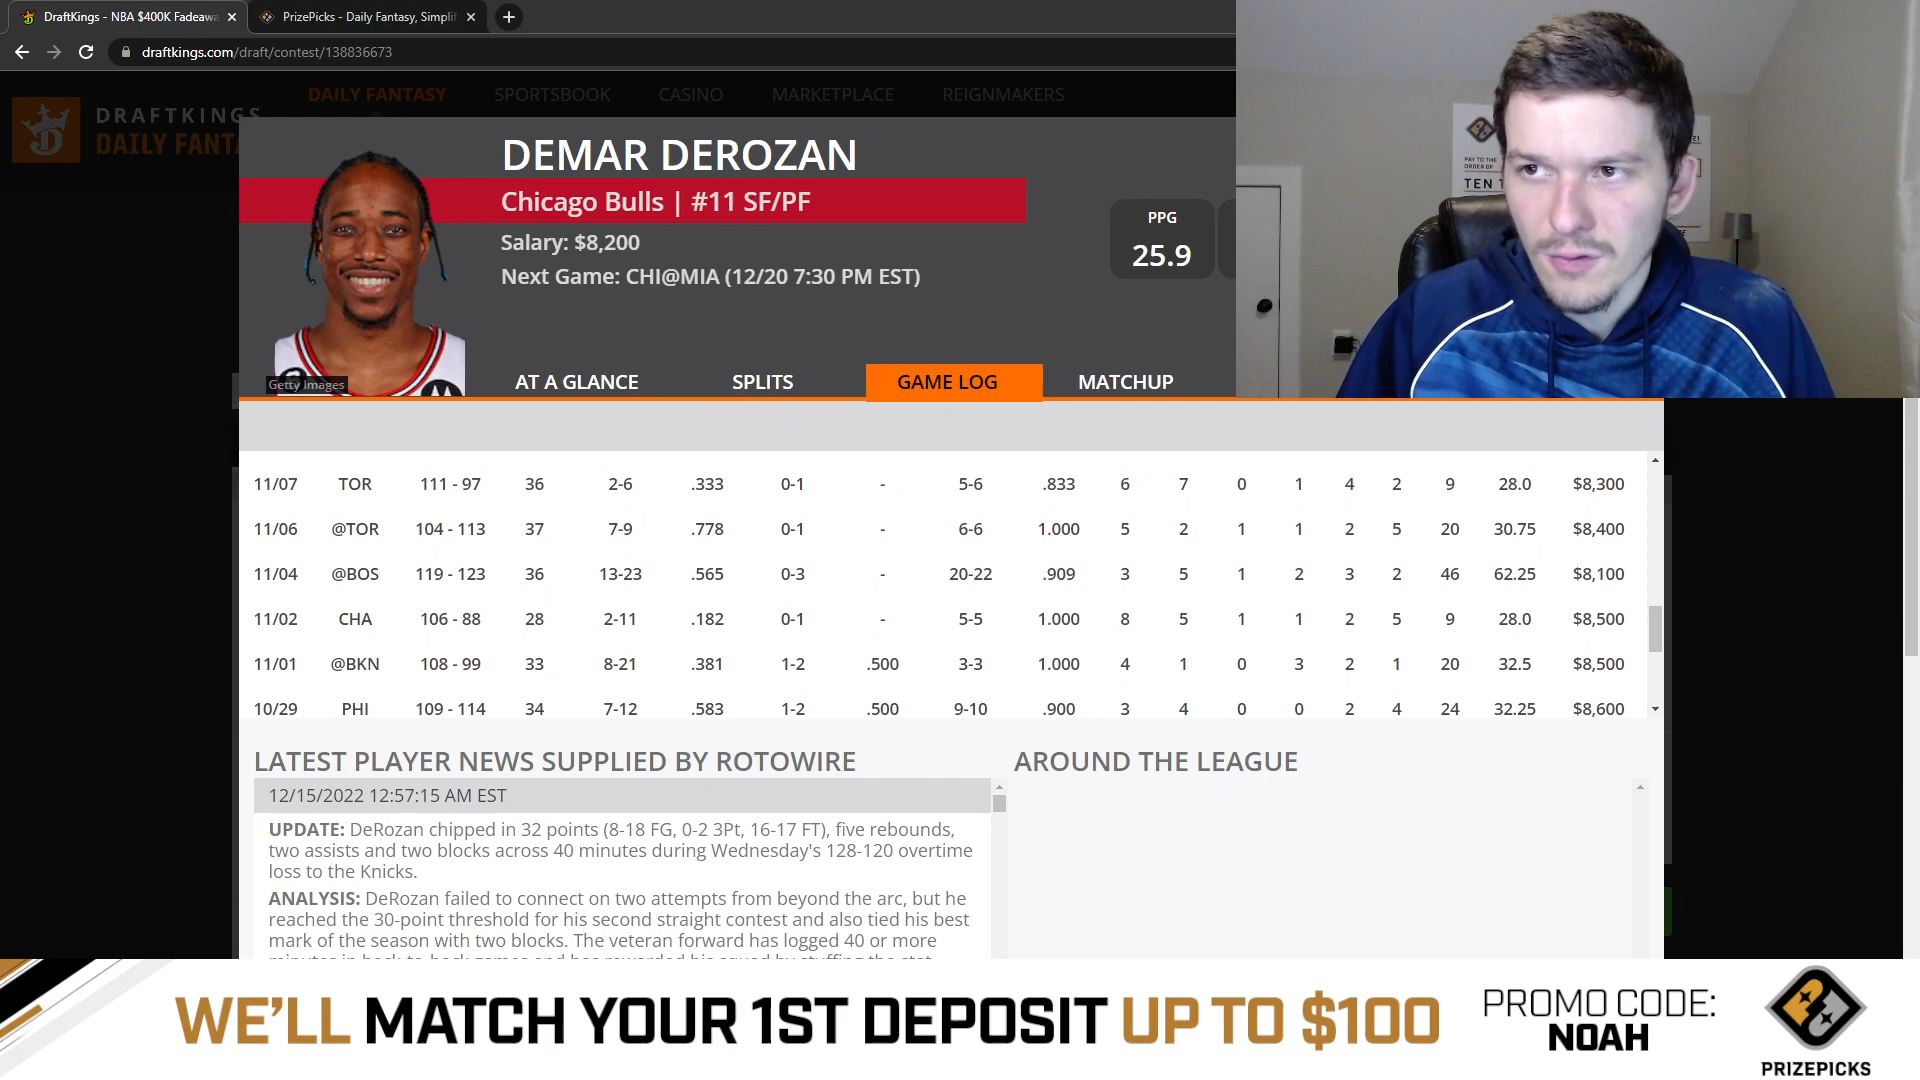 DraftKings - NBA $400K Fadeawa
PrizePicks - Daily Fantasy, Simplif
draftkings.com/draft/contest/138836673
DAILY FANTASY SPORTSBOOK CASINO MARKETPLACE REIGNMAKERS
DRAFTKINGS
DAILY FANTA
DEMAR DEROZAN
Chicago Bulls | #11 SF/PF
Salary: $8,200
Next Game: CHI@MIA (12/20 7:30 PM EST)
PPG
25.9
PAY TO THE
ORDER OF
TEN T
21
Getty Images
AT A GLANCE SPLITS GAME LOG MATCHUP
11/07 TOR 111 - 97 36 2-6 .333 0-1 - 5-6 .833 6 7 0 1 4 2 9 28.0 $8,300
11/06 @TOR 104 - 113 37 7-9 .778 0-1 - 6-6 1.000 5 2 1 1 2 5 20 30.75 $8,400
11/04 @BOS 119 - 123 36 13-23 .565 0-3 - 20-22 .909 3 5 1 2 3 2 46 62.25 $8,100
11/02 CHA 106 - 88 28 2-11 .182 0-1 - 5-5 1.000 8 5 1 1 2 5 9 28.0 $8,500
11/01 @BKN 108 - 99 33 8-21 .381 1-2 .500 3-3 1.000 4 1 0 3 2 1 20 32.5 $8,500
10/29 PHI 109 - 114 34 7-12 .583 1-2 .500 9-10 .900 3 4 0 0 2 4 24 32.25 $8,600
LATEST PLAYER NEWS SUPPLIED BY ROTOWIRE
AROUND THE LEAGUE
12/15/2022 12:57:15 AM EST
UPDATE: DeRozan chipped in 32 points (8-18 FG, 0-2 3Pt, 16-17 FT), five rebounds,
two assists and two blocks across 40 minutes during Wednesday's 128-120 overtime
loss to the Knicks.
ANALYSIS: DeRozan failed to connect on two attempts from beyond the arc, but he
reached the 30-point threshold for his second straight contest and also tied his best
mark of the season with two blocks. The veteran forward has logged 40 or more
WE'LL MATCH YOUR 1ST DEPOSIT UP TO $100
PROMO CODE:
NOAH
PRIZEPICKS